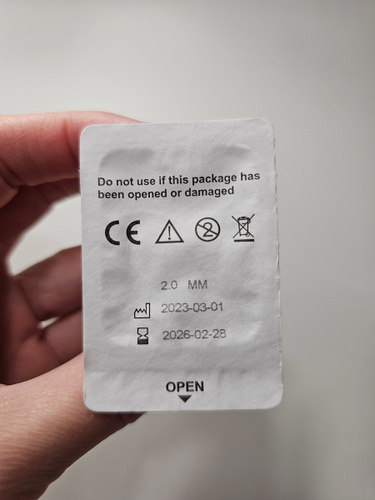 Do not use if this package has
been opened or damaged
CE 2
2.0 MM
2023-03-01
2026-02-28
OPEN